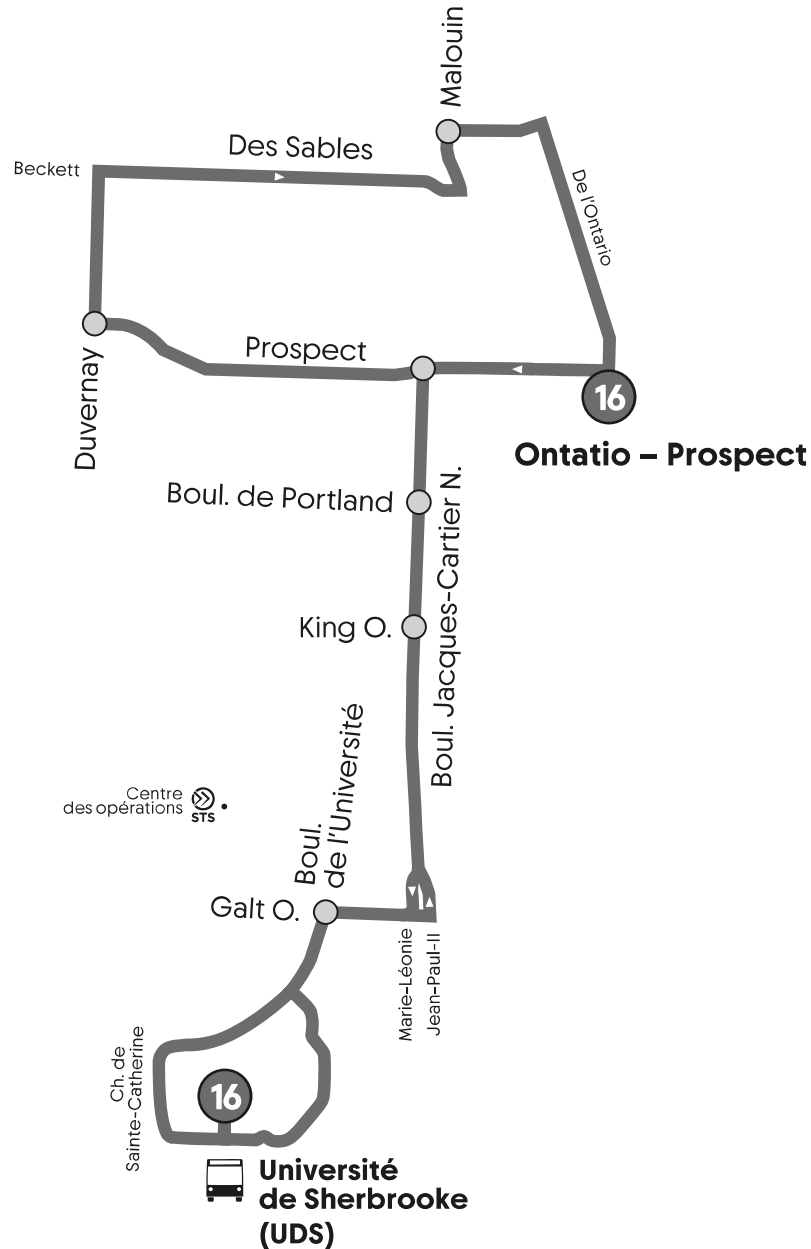 Malouin
Des Sables
Beckett
De l'Ontario
Prospect
Duvernay
16
Ontatio – Prospect
Boul. de Portland
Boul. Jacques-Cartier N.
King O.
Centre
des opérations
STS
Boul.
de l'Université
Galt O.
Marie-Léonie
Jean-Paul-II
Ch. de
Sainte-Catherine
16
Université
de Sherbrooke
(UDS)